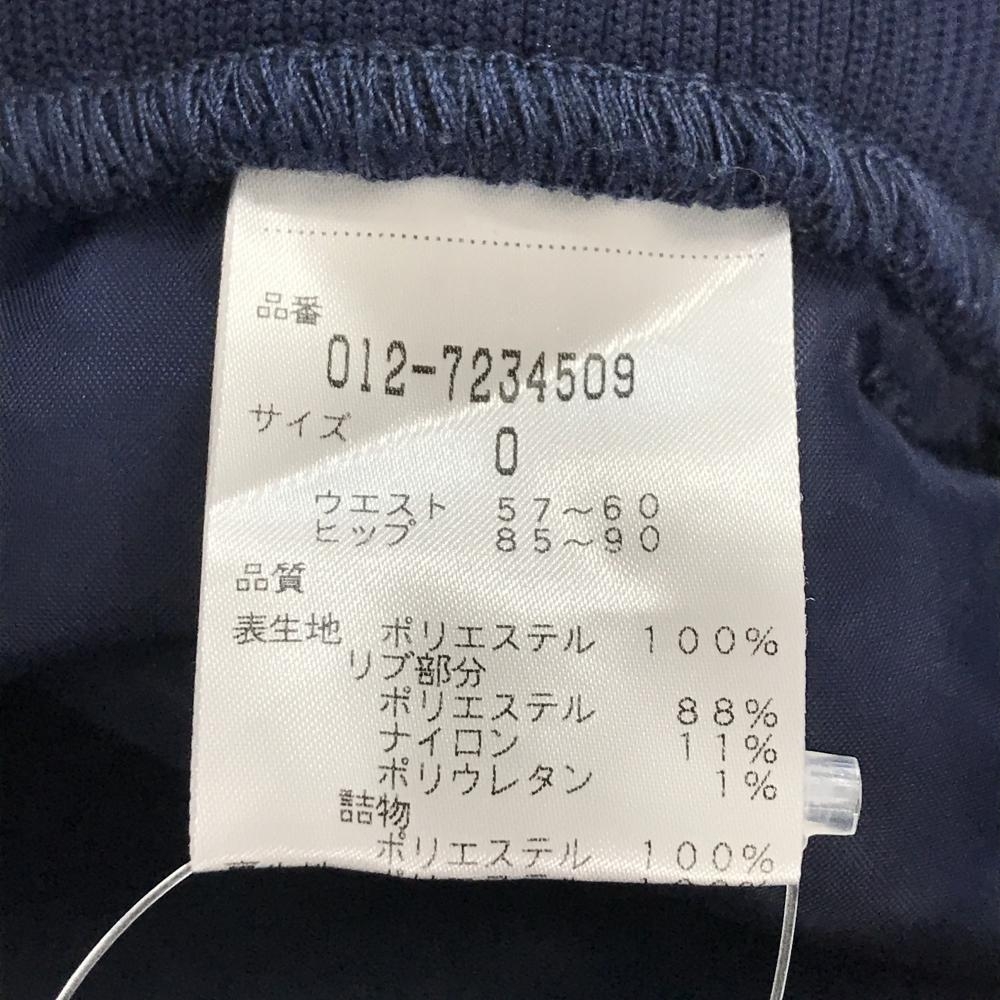 品番
012-7234509
サイズ
0
ウエスト 57～60
ヒップ 85～90
品質
表生地 ポリエステル 100%
リブ部分
ポリエステル 88%
ナイロン 11%
ポリウレタン 1%
詰物
ポリエステル 100%